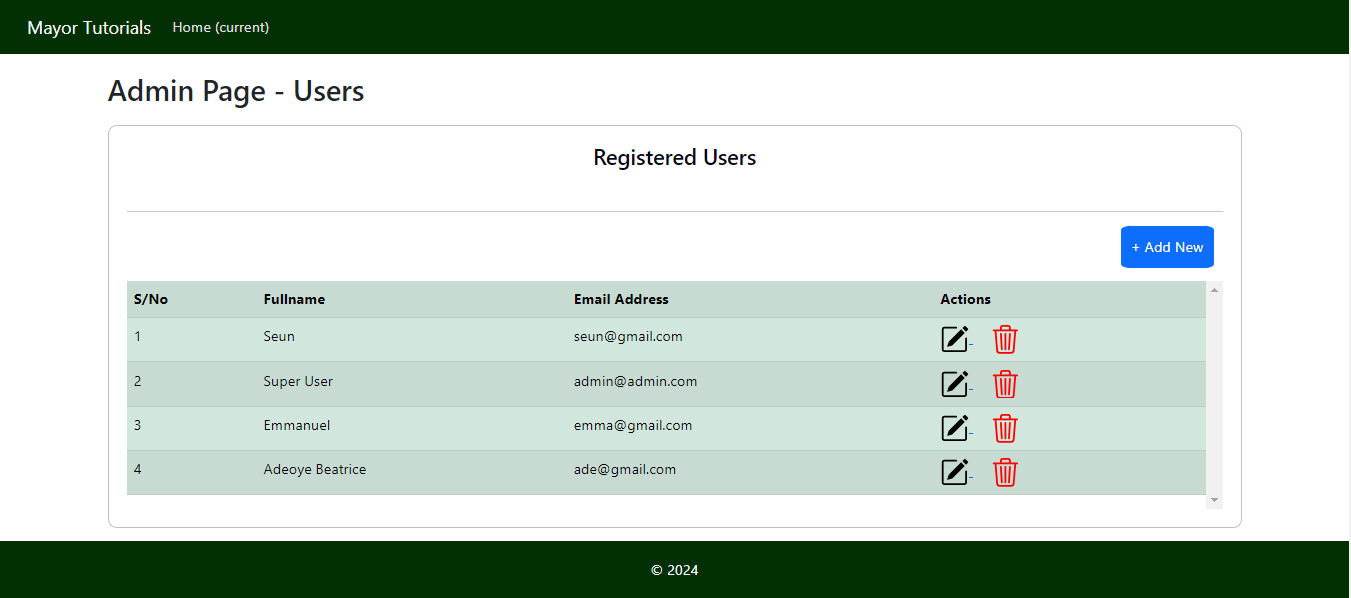 Mayor Tutorials Home (current)
Admin Page - Users
Registered Users
+ Add New
S/No Fullname Email Address Actions
1 Seun seun@gmail.com
2 Super User admin@admin.com
3 Emmanuel emma@gmail.com
4 Adeoye Beatrice ade@gmail.com
© 2024